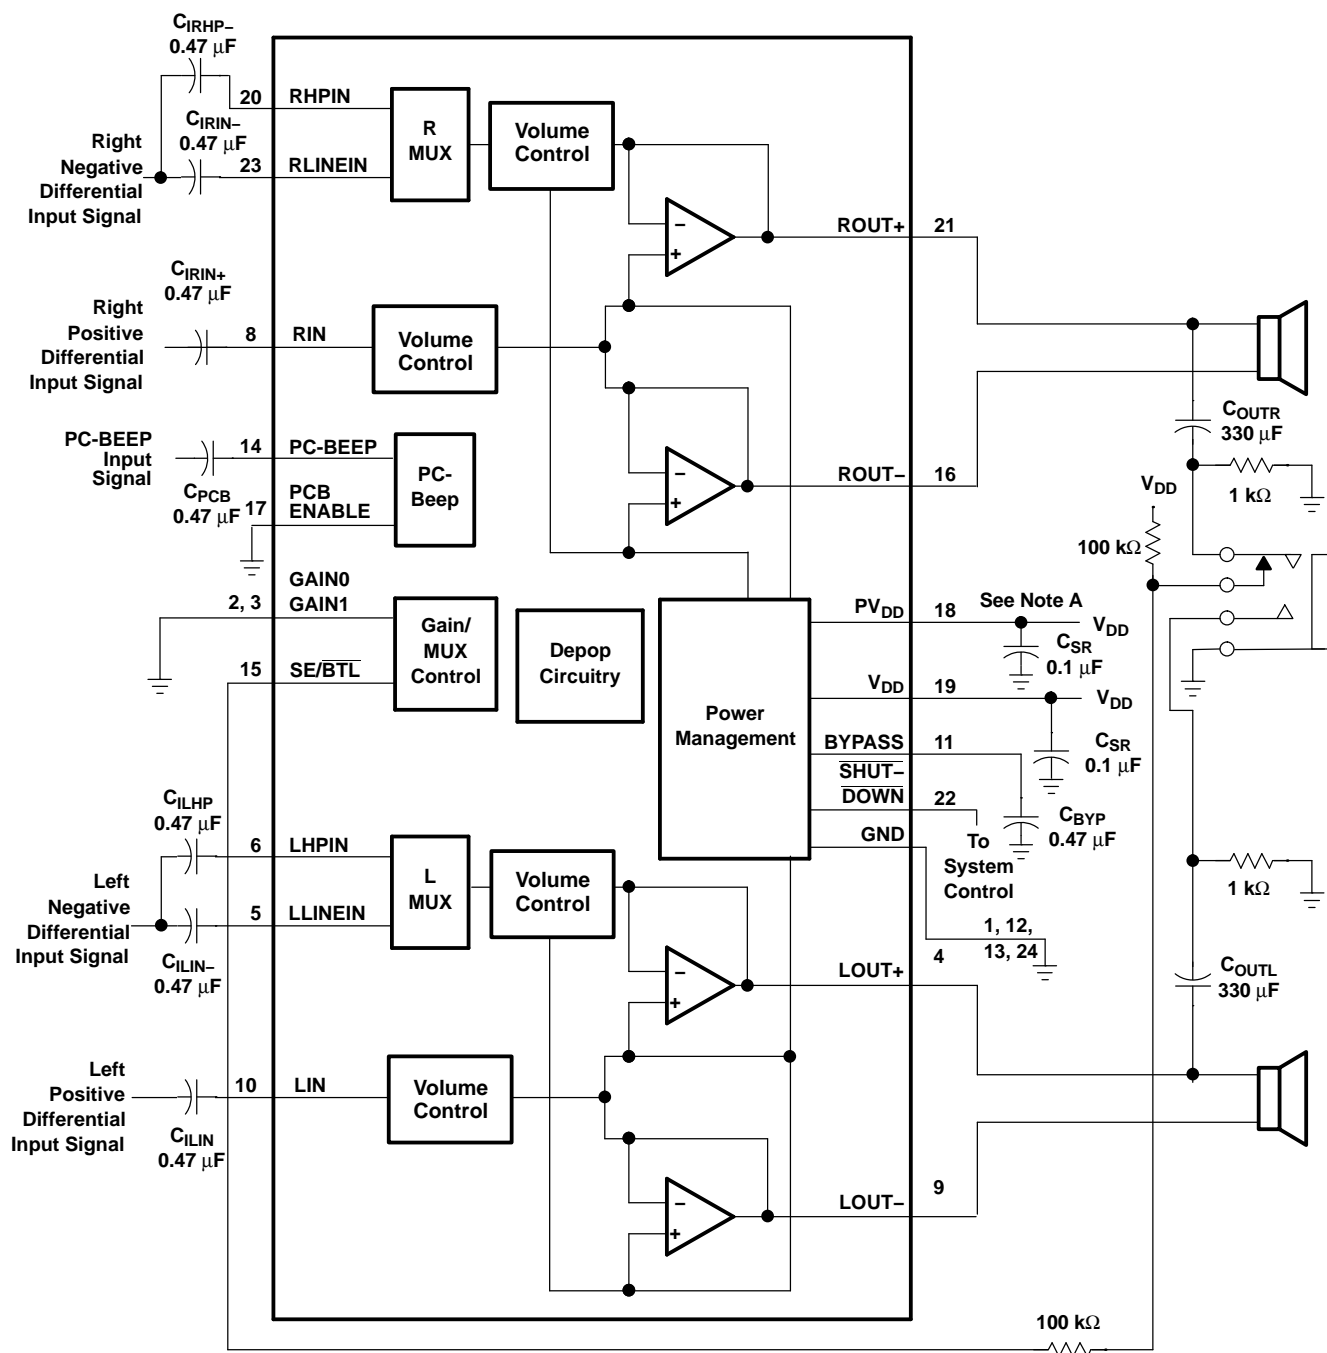 CIRHP–
0.47 μF
20
RHPIN
CIRIN–
0.47 μF
Right
Negative
Differential
Input Signal
23
RLINEIN
R
MUX
Volume
Control
–
+
ROUT+
21
CIRIN+
0.47 μF
Right
Positive
Differential
Input Signal
8
RIN
Volume
Control
COUTR
330 μF
1 kΩ
PC-BEEP
Input
Signal
14
PC-BEEP
CPCB
0.47 μF
17
PCB
ENABLE
PC-
Beep
–
+
ROUT–
16
VDD
100 kΩ
GAIN0
GAIN1
2, 3
15
SE/BTL
Gain/
MUX
Control
Depop
Circuitry
Power
Management
PVDD
18
See Note A
VDD
CSR
0.1 μF
VDD
19
VDD
CSR
0.1 μF
BYPASS
11
SHUT–
DOWN
22
CBYP
0.47 μF
GND
To
System
Control
1, 12,
13, 24
CILHP
0.47 μF
6
LHPIN
Left
Negative
Differential
Input Signal
5
LLINEIN
CILIN–
0.47 μF
L
MUX
Volume
Control
1 kΩ
–
+
LOUT+
4
COUTL
330 μF
Left
Positive
Differential
Input Signal
10
LIN
CILIN
0.47 μF
Volume
Control
–
+
LOUT–
9
100 kΩ